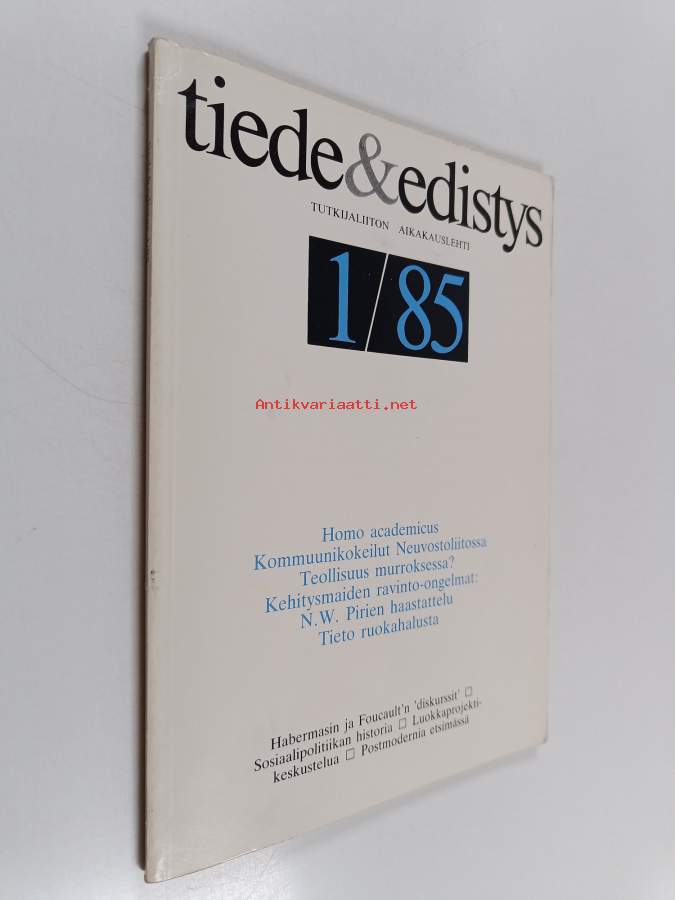 tiede&edistys
TUTKIJALIITON AIKAKAUSLEHTI
1/85
Antikvariaatti.net
Homo academicus
Kommuunikokeilut Neuvostoliitossa
Teollisuus murroksessa?
Kehitysmaiden ravinto-ongelmat:
N.W. Pirien haastattelu
Tieto ruokahalusta
Habermasin ja Foucault'n 'diskurssit' □
Sosiaalipolitiikan historia □ Luokkaprojekti-
keskustelua □ Postmodernia etsimässä